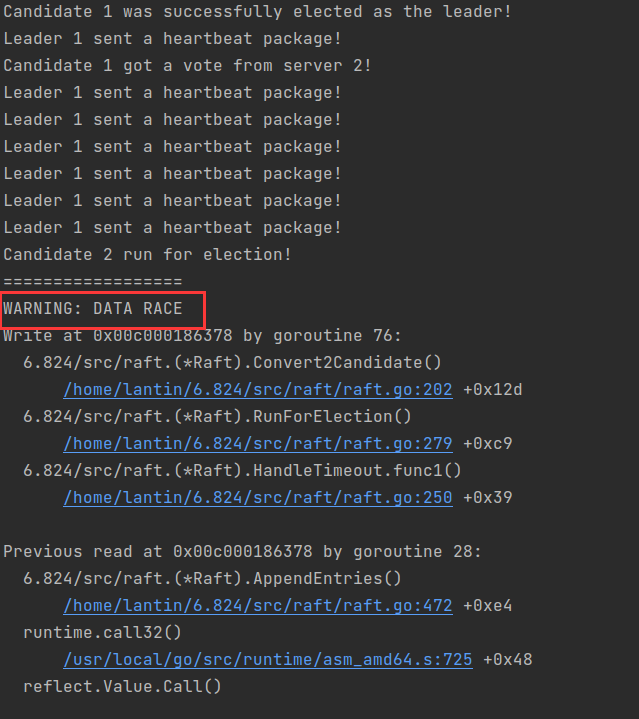 Candidate 1 was successfully elected as the leader!
Leader 1 sent a heartbeat package!
Candidate 1 got a vote from server 2!
Leader 1 sent a heartbeat package!
Leader 1 sent a heartbeat package!
Leader 1 sent a heartbeat package!
Leader 1 sent a heartbeat package!
Leader 1 sent a heartbeat package!
Leader 1 sent a heartbeat package!
Candidate 2 run for election!
==================
WARNING: DATA RACE
Write at 0x00c000186378 by goroutine 76:
  6.824/src/raft.(*Raft).Convert2Candidate()
      /home/lantin/6.824/src/raft/raft.go:202 +0x12d
  6.824/src/raft.(*Raft).RunForElection()
      /home/lantin/6.824/src/raft/raft.go:279 +0xc9
  6.824/src/raft.(*Raft).HandleTimeout.func1()
      /home/lantin/6.824/src/raft/raft.go:250 +0x39

Previous read at 0x00c000186378 by goroutine 28:
  6.824/src/raft.(*Raft).AppendEntries()
      /home/lantin/6.824/src/raft/raft.go:472 +0xe4
  runtime.call32()
      /usr/local/go/src/runtime/asm_amd64.s:725 +0x48
  reflect.Value.Call()